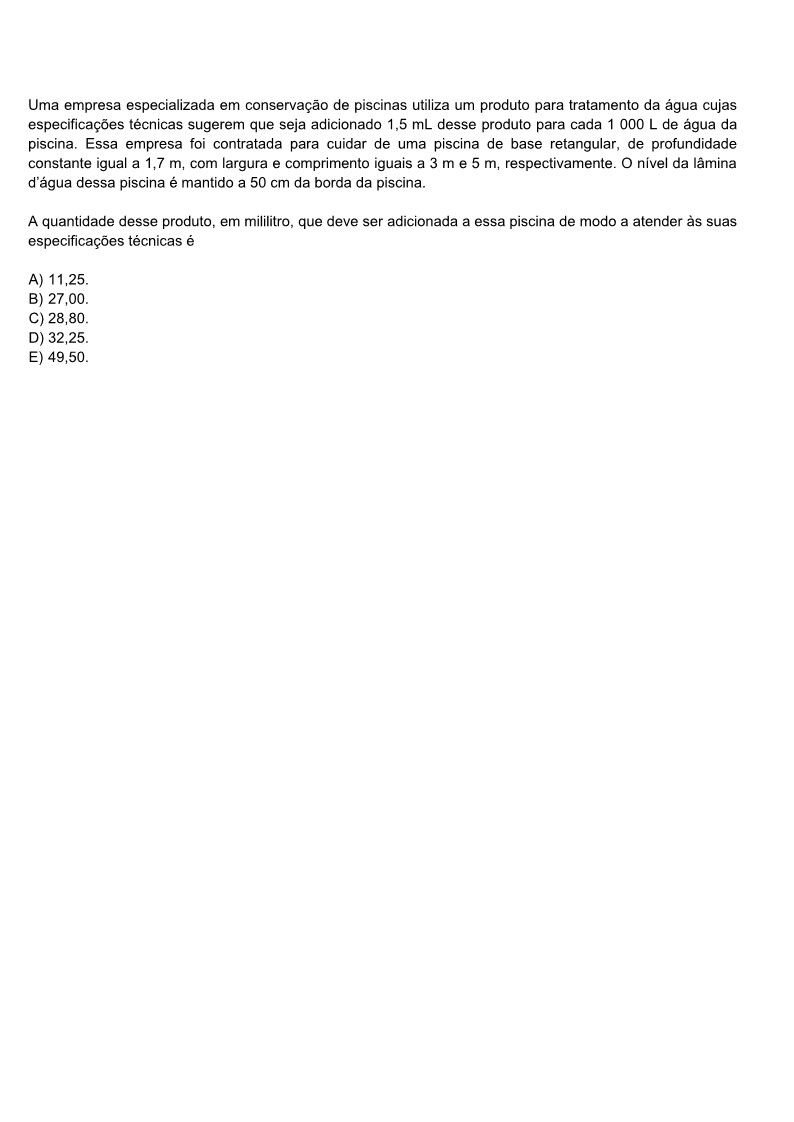 Uma empresa especializada em conservação de piscinas utiliza um produto para tratamento da água cujas
especificações técnicas sugerem que seja adicionado 1,5 mL desse produto para cada 1 000 L de água da
piscina. Essa empresa foi contratada para cuidar de uma piscina de base retangular, de profundidade
constante igual a 1,7 m, com largura e comprimento iguais a 3 m e 5 m, respectivamente. O nível da lâmina
d'água dessa piscina é mantido a 50 cm da borda da piscina.
A quantidade desse produto, em mililitro, que deve ser adicionada a essa piscina de modo a atender às suas
especificações técnicas é
A) 11,25.
B) 27,00.
C) 28,80.
D) 32,25.
E) 49,50.